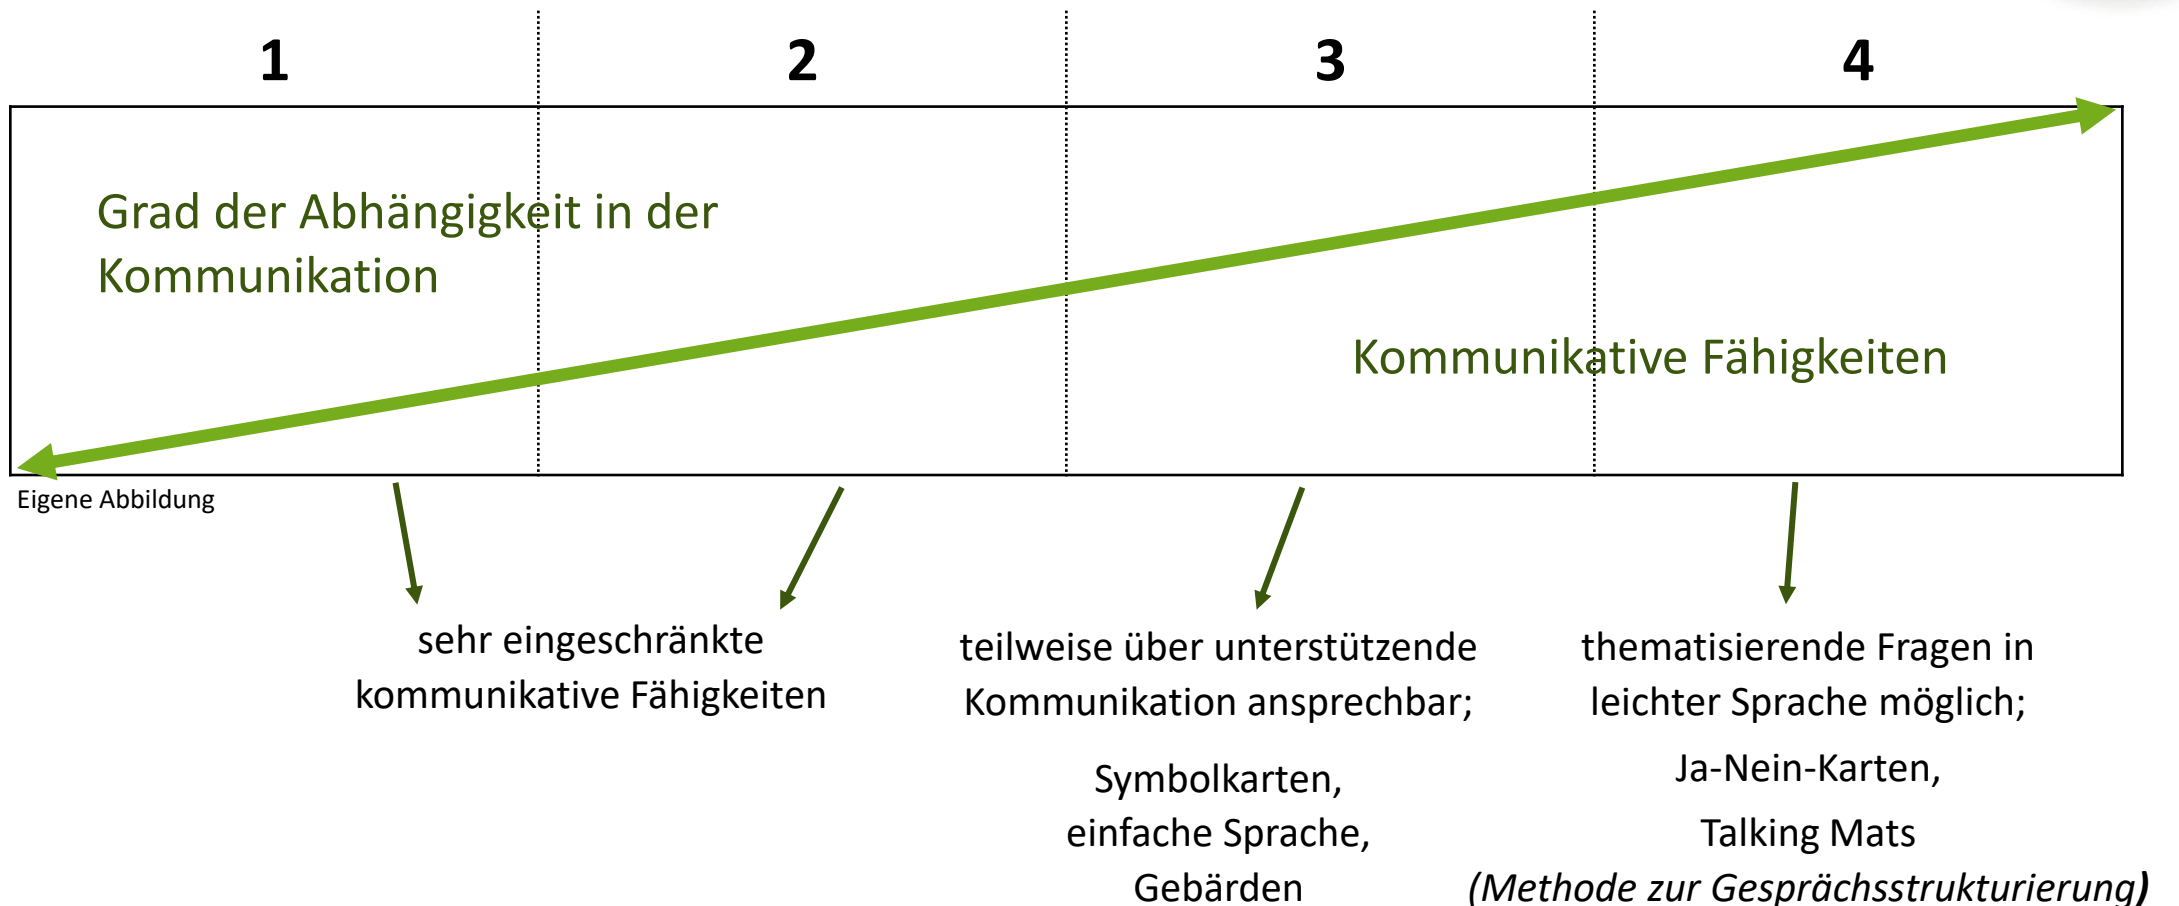 1
2
3
4
Grad der Abhängigkeit in der
Kommunikation
Kommunikative Fähigkeiten
Eigene Abbildung
sehr eingeschränkte
kommunikative Fähigkeiten
teilweise über unterstützende
Kommunikation ansprechbar;
Symbolkarten,
einfache Sprache,
Gebärden
thematisierende Fragen in
leichter Sprache möglich;
Ja-Nein-Karten,
Talking Mats
(Methode zur Gesprächsstrukturierung)